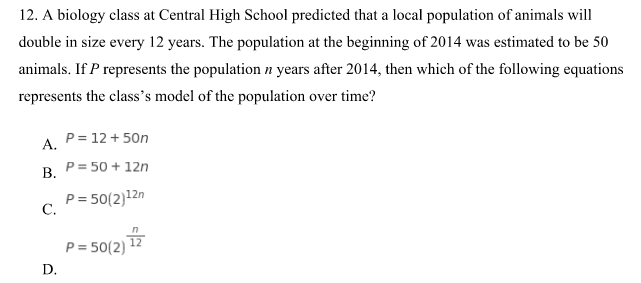 12. A biology class at Central High School predicted that a local population of animals will
double in size every 12 years. The population at the beginning of 2014 was estimated to be 50
animals. If P represents the population n years after 2014, then which of the following equations
represents the class’s model of the population over time?
A. P = 12 + 50n
B. P = 50 + 12n
C. P = 50(2)^{12n}
D. P = 50(2)^{\frac{n}{12}}